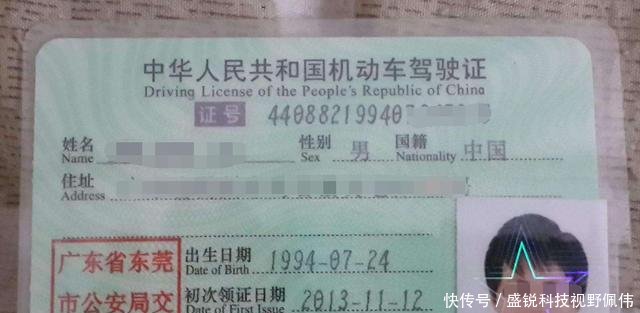 中华人民共和国机动车驾驶证
Driving License of the People's Republic of China
证号
姓名 性别 男 国籍 中国
Name Sex Nationality
住址
Address
广东省东莞 出生日期 1994-07-24
Date of Birth
市公安局交 初次领证日期 2013-11-12
Date of First Issue
快传号/盛锐科技视野佩伟